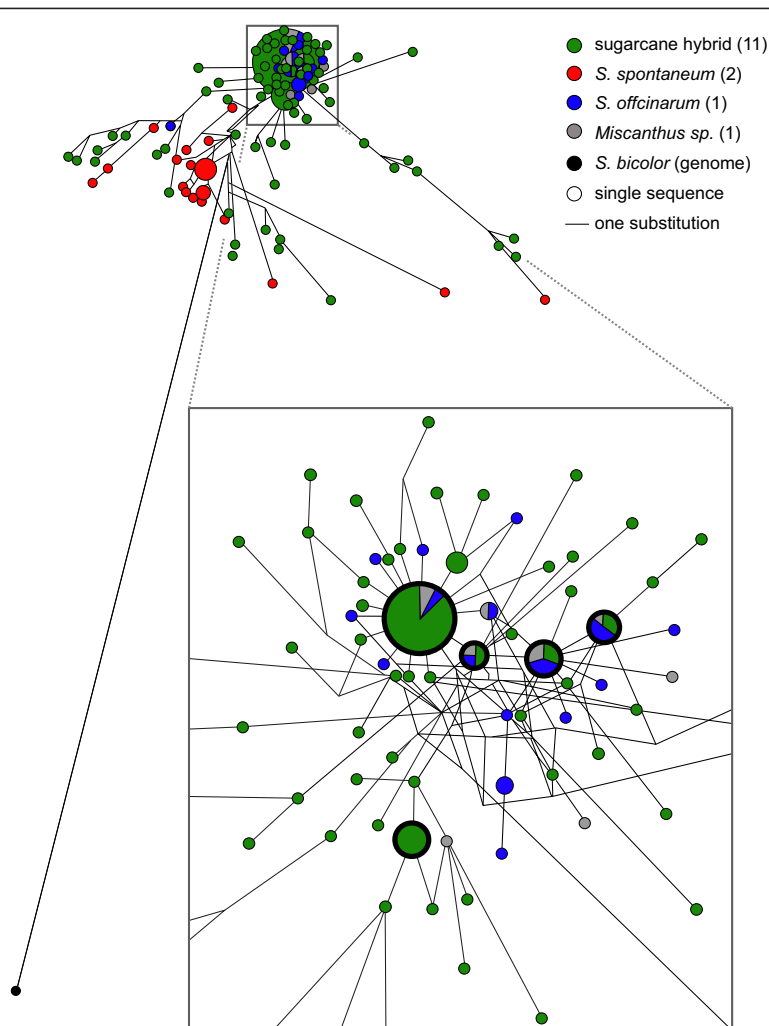 sugarcane hybrid (11)
S. spontaneum (2)
S. offcinarum (1)
Miscanthus sp. (1)
S. bicolor (genome)
single sequence
one substitution